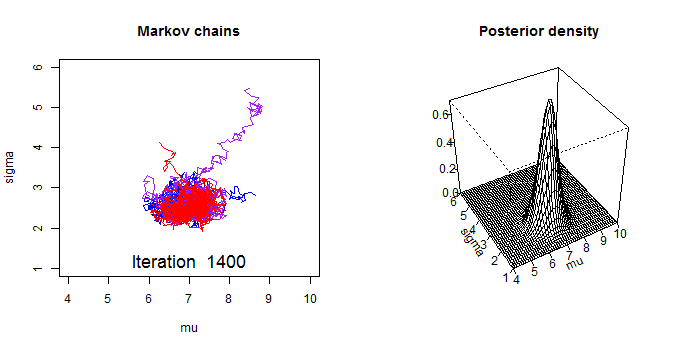 Markov chains
sigma
6
5
4
3
2
1
Iteration 1400
4 5 6 7 8 9 10
mu
Posterior density
0.6
0.4
0.2
0.0
6
5
4
3
2
1
sigma
4 5 6 7 8 9 10
mu